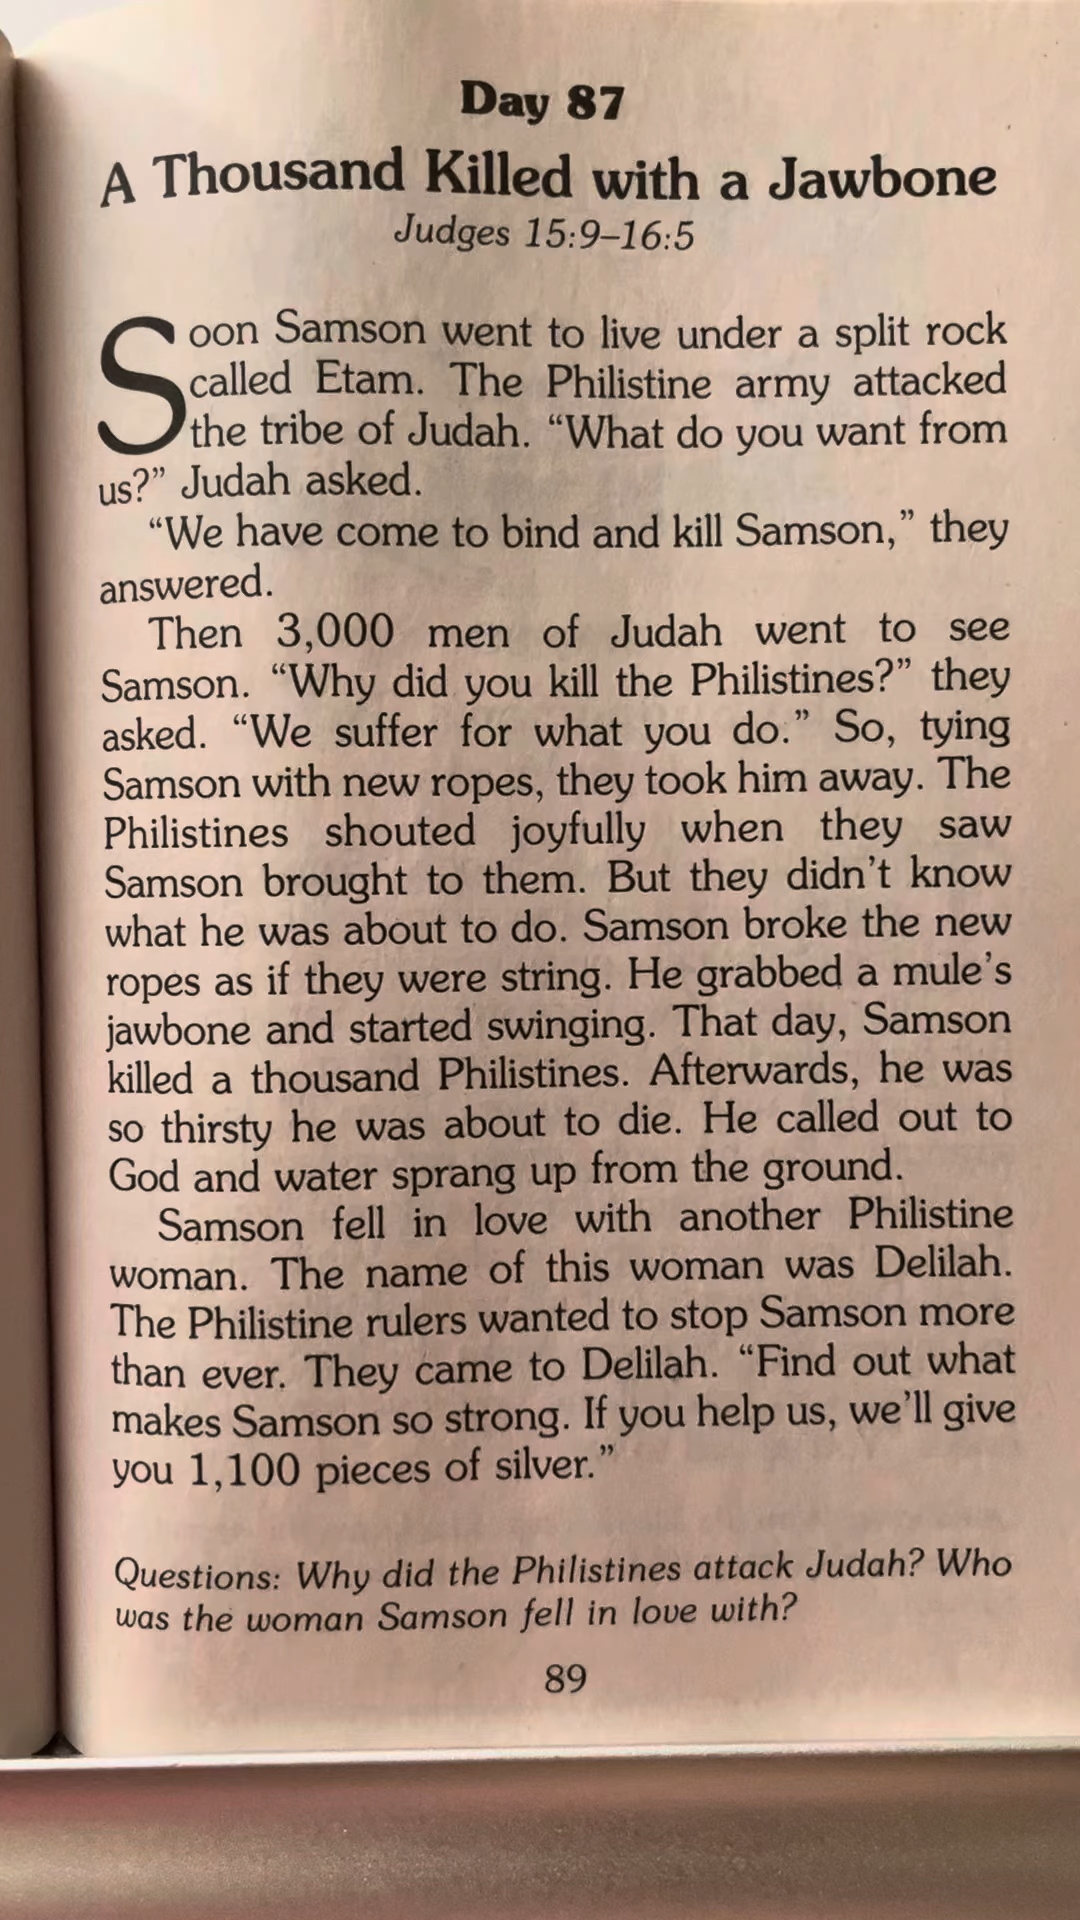 Day 87
A Thousand Killed with a Jawbone
Judges 15:9–16:5
Soon Samson went to live under a split rock
called Etam. The Philistine army attacked
the tribe of Judah. “What do you want from
us?” Judah asked.
“We have come to bind and kill Samson,” they
answered.
Then 3,000 men of Judah went to see
Samson. “Why did you kill the Philistines?” they
asked. “We suffer for what you do.” So, tying
Samson with new ropes, they took him away. The
Philistines shouted joyfully when they saw
Samson brought to them. But they didn’t know
what he was about to do. Samson broke the new
ropes as if they were string. He grabbed a mule’s
jawbone and started swinging. That day, Samson
killed a thousand Philistines. Afterwards, he was
so thirsty he was about to die. He called out to
God and water sprang up from the ground.
Samson fell in love with another Philistine
woman. The name of this woman was Delilah.
The Philistine rulers wanted to stop Samson more
than ever. They came to Delilah. “Find out what
makes Samson so strong. If you help us, we’ll give
you 1,100 pieces of silver.”
Questions: Why did the Philistines attack Judah? Who
was the woman Samson fell in love with?
89